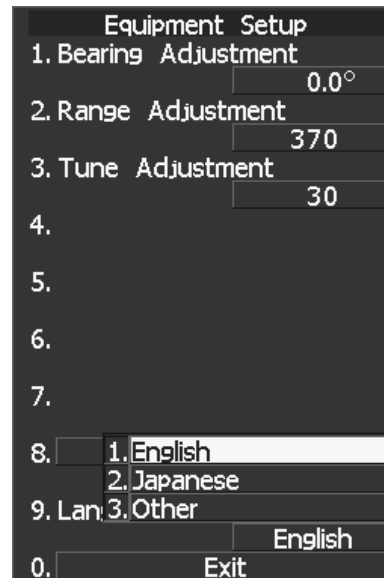 Equipment Setup
1. Bearing Adjustment
0.0°
2. Range Adjustment
370
3. Tune Adjustment
30
4.
5.
6.
7.
8.
1. English
2. Japanese
9. Lan
3. Other
English
0. Exit